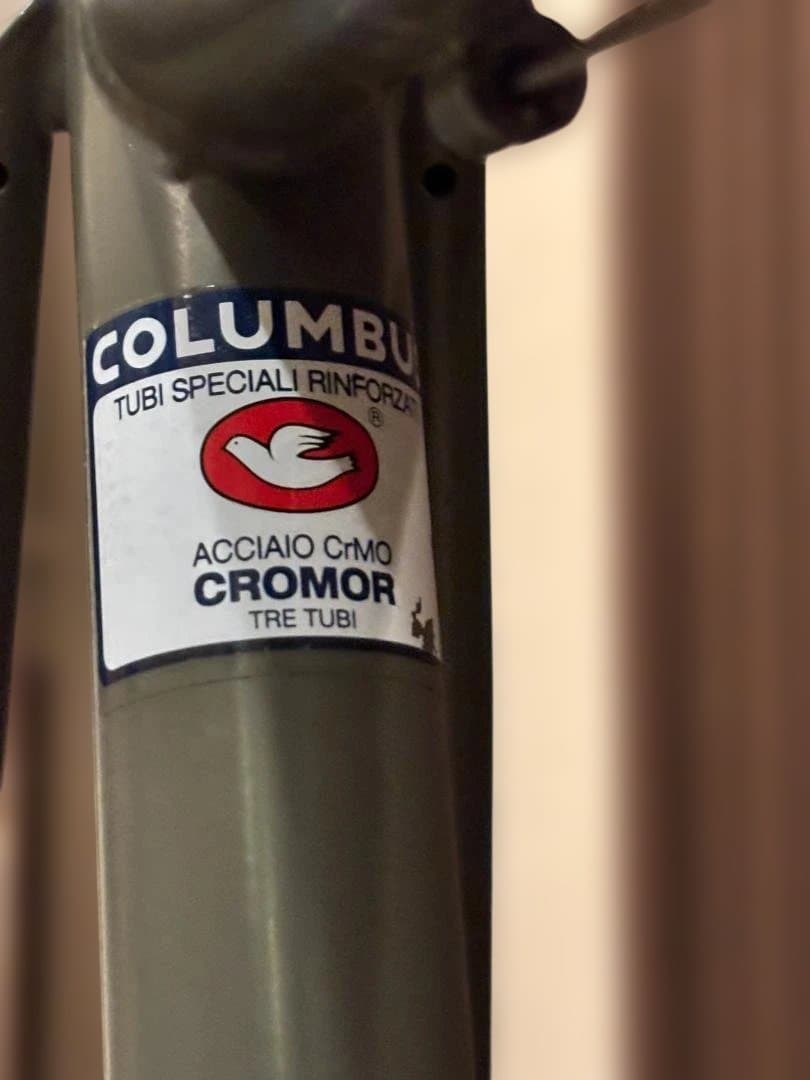 COLUMBU
TUBI SPECIALI RINFORZAT
®
ACCIAIO CrMO
CROMOR
TRE TUBI